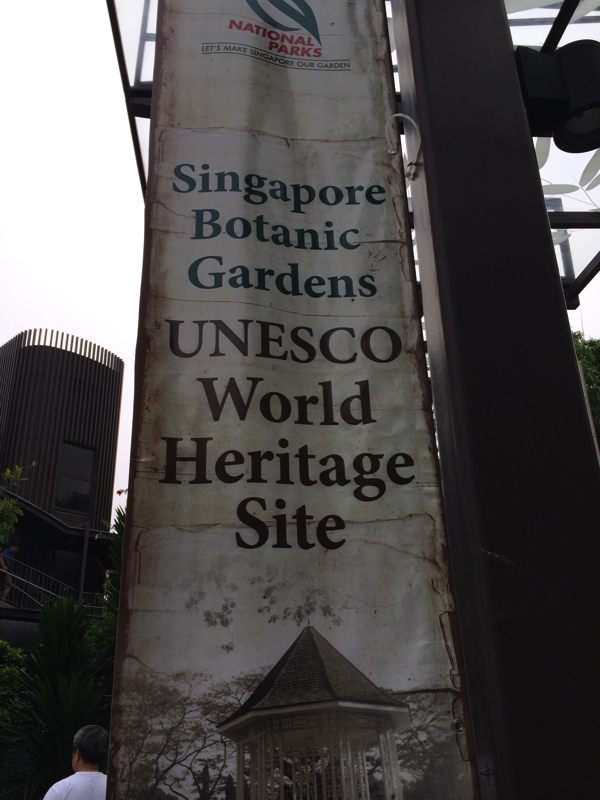 NATIONAL
PARKS
LET'S MAKE SINGAPORE OUR GARDEN
Singapore
Botanic
Gardens
UNESCO
World
Heritage
Site